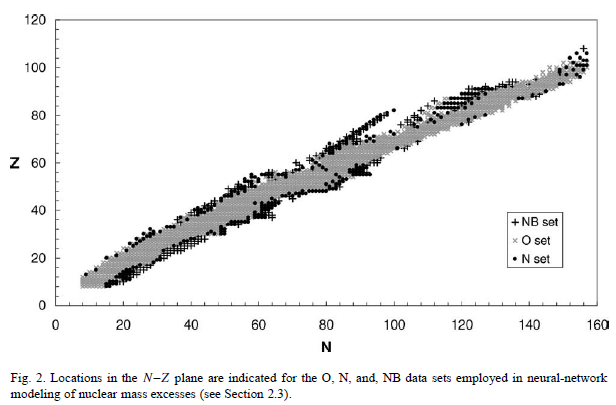 120
100
80
60
40
20
0
Z
NB set
O set
N set
0 20 40 60 80 100 120 140 160
N
Fig. 2. Locations in the N−Z plane are indicated for the O, N, and, NB data sets employed in neural-network
modeling of nuclear mass excesses (see Section 2.3).